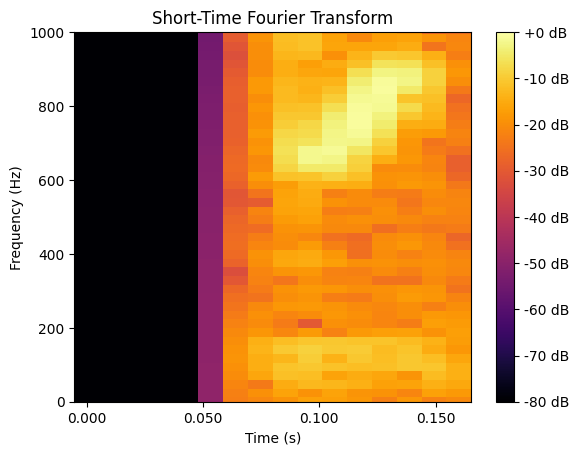 Short-Time Fourier Transform
1000
800
600
400
200
0
Frequency (Hz)
0.000
0.050
0.100
0.150
Time (s)
+0 dB
-10 dB
-20 dB
-30 dB
-40 dB
-50 dB
-60 dB
-70 dB
-80 dB